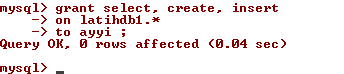 mysql> grant select, create, insert
    -> on latihdb1.*
    -> to ayyi ;
Query OK, 0 rows affected (0.04 sec)
mysql> _